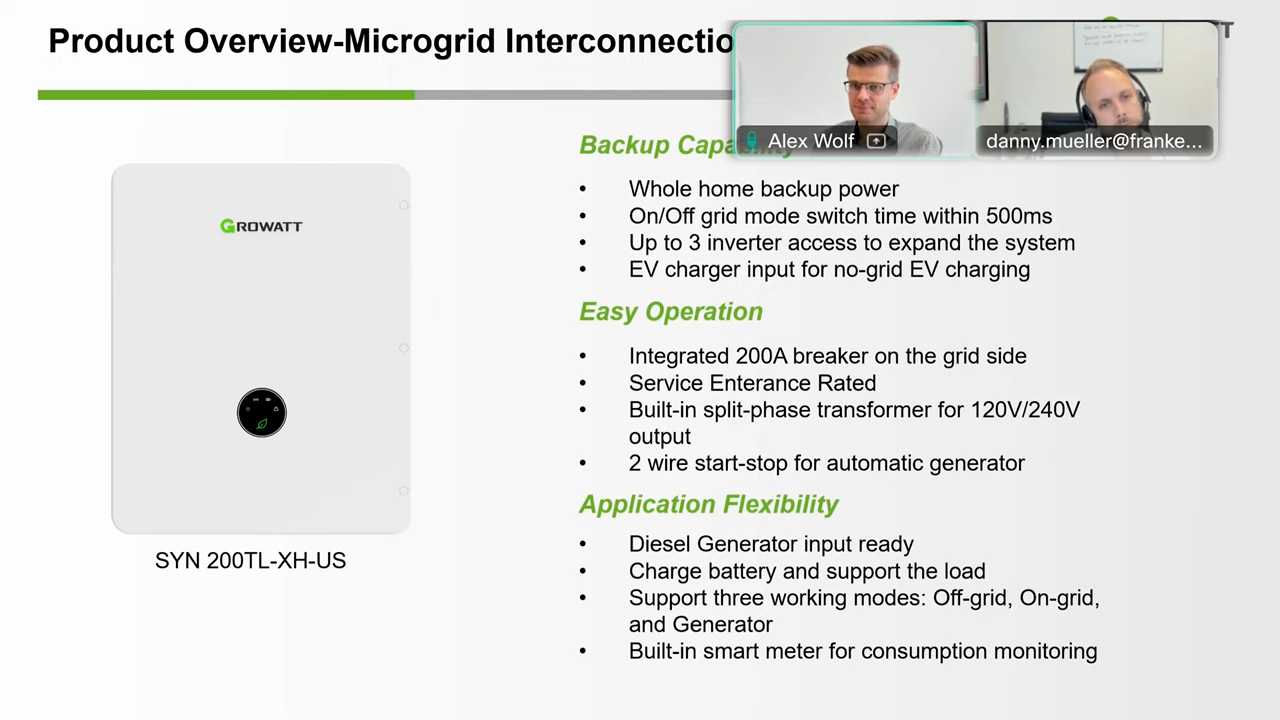 Product Overview-Microgrid Interconnectio
Alex Wolf
danny.mueller@franke...
Backup Capa
• Whole home backup power
• On/Off grid mode switch time within 500ms
• Up to 3 inverter access to expand the system
• EV charger input for no-grid EV charging
GROWATT
Easy Operation
• Integrated 200A breaker on the grid side
• Service Enterance Rated
• Built-in split-phase transformer for 120V/240V
output
• 2 wire start-stop for automatic generator
Application Flexibility
• Diesel Generator input ready
• Charge battery and support the load
• Support three working modes: Off-grid, On-grid,
and Generator
• Built-in smart meter for consumption monitoring
SYN 200TL-XH-US